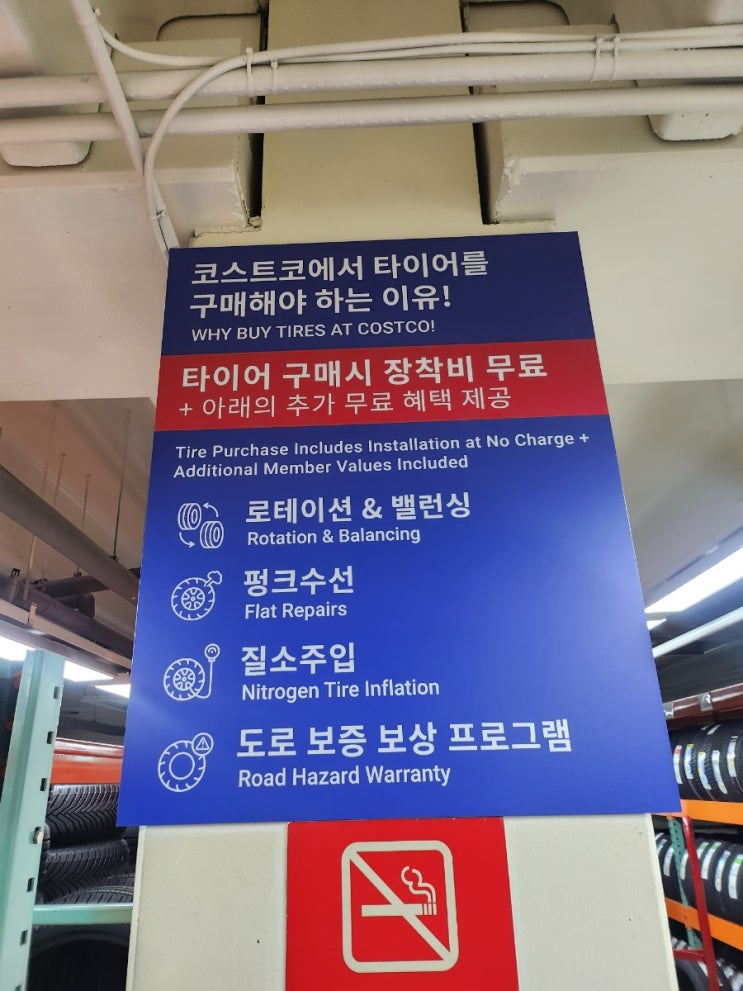 코스트코에서 타이어를
구매해야 하는 이유!
WHY BUY TIRES AT COSTCO!
타이어 구매시 장착비 무료
+ 아래의 추가 무료 혜택 제공
Tire Purchase Includes Installation at No Charge +
Additional Member Values Included
로테이션 & 밸런싱
Rotation & Balancing
펑크수선
Flat Repairs
질소주입
Nitrogen Tire Inflation
도로 보증 보상 프로그램
Road Hazard Warranty